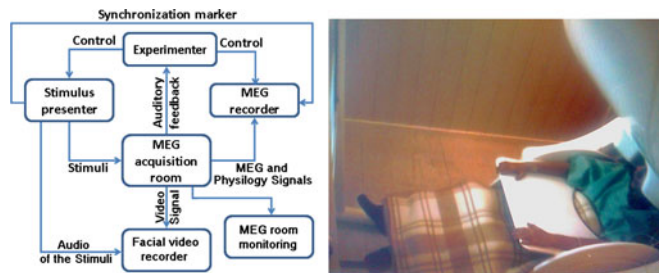 Synchronization marker
Control
Experimenter
Control
Stimulus
presenter
Auditory
feedback
MEG
recorder
Stimuli
MEG
acquisition
room
MEG and
Physilogy Signals
Video
Signal
MEG room
monitoring
Audio
of the Stimuli
Facial video
recorder